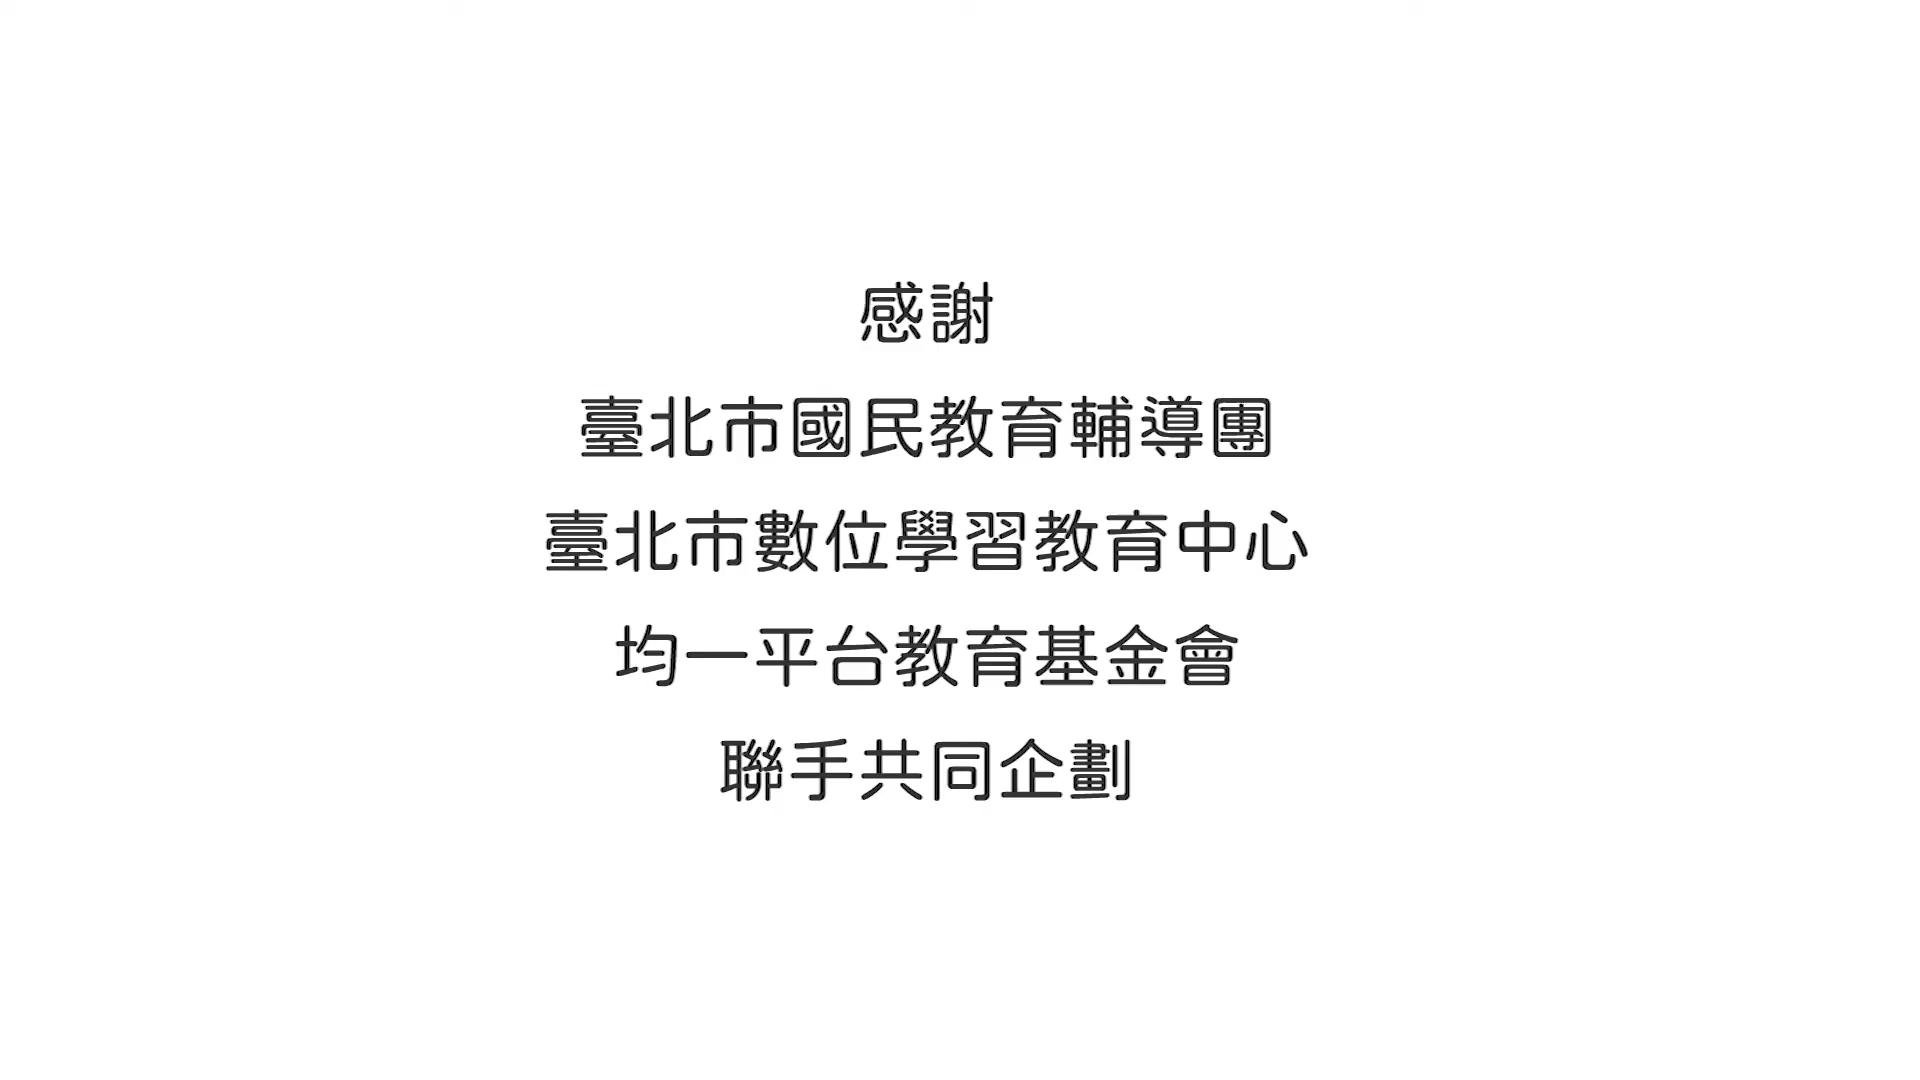 感謝
臺北市國民教育輔導團
臺北市數位學習教育中心
均一平台教育基金會
聯手共同企劃